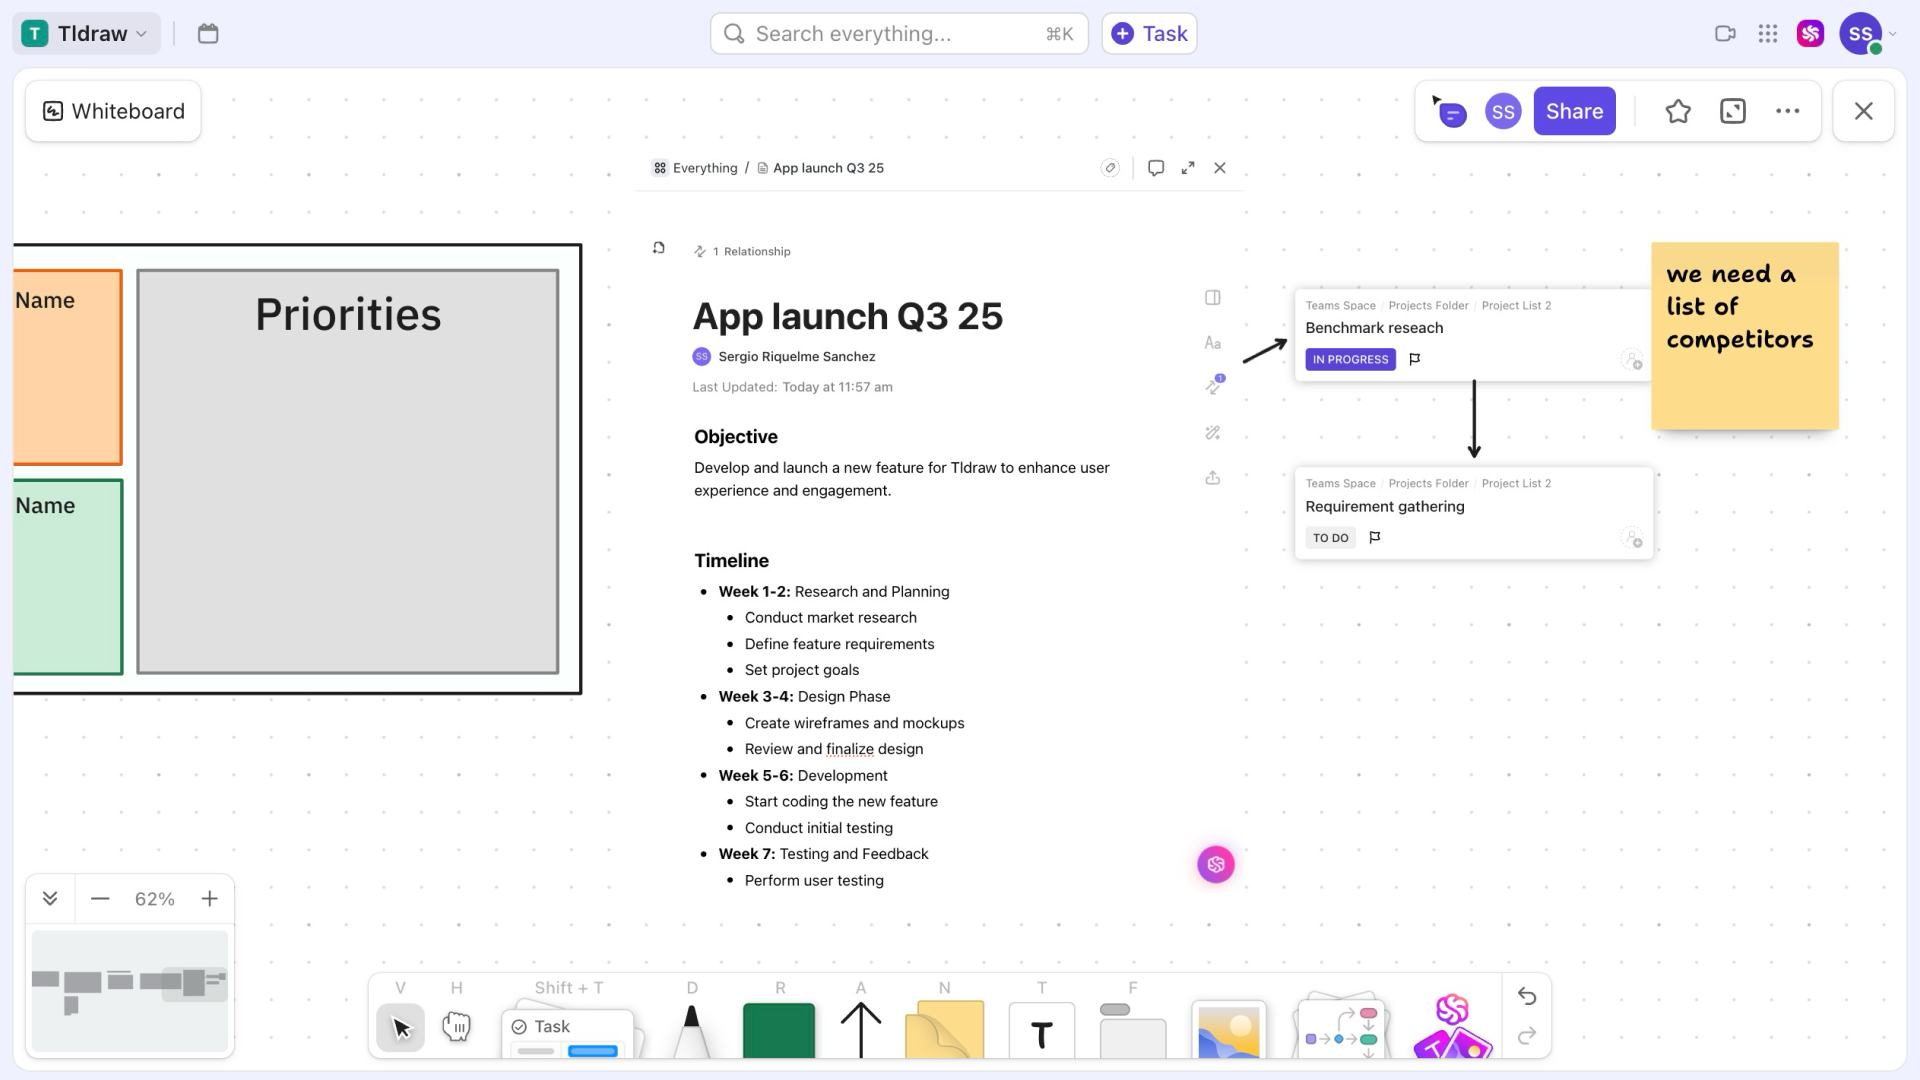 T Tldraw
Search everything... ⌘K
Task
SS
Whiteboard
SS
Share
Everything / App launch Q3 25
Name
Priorities
Name
1 Relationship
App launch Q3 25
SS Sergio Riquelme Sanchez
Last Updated: Today at 11:57 am
Aa
1
Objective
Develop and launch a new feature for Tldraw to enhance user
experience and engagement.
Timeline
Week 1-2: Research and Planning
Conduct market research
Define feature requirements
Set project goals
Week 3-4: Design Phase
Create wireframes and mockups
Review and finalize design
Week 5-6: Development
Start coding the new feature
Conduct initial testing
Week 7: Testing and Feedback
Perform user testing
Teams Space / Projects Folder / Project List 2
Benchmark reseach
IN PROGRESS
we need a
list of
competitors
Teams Space / Projects Folder / Project List 2
Requirement gathering
TO DO
62%
V H Shift + T D R A N T F
Task
T
T